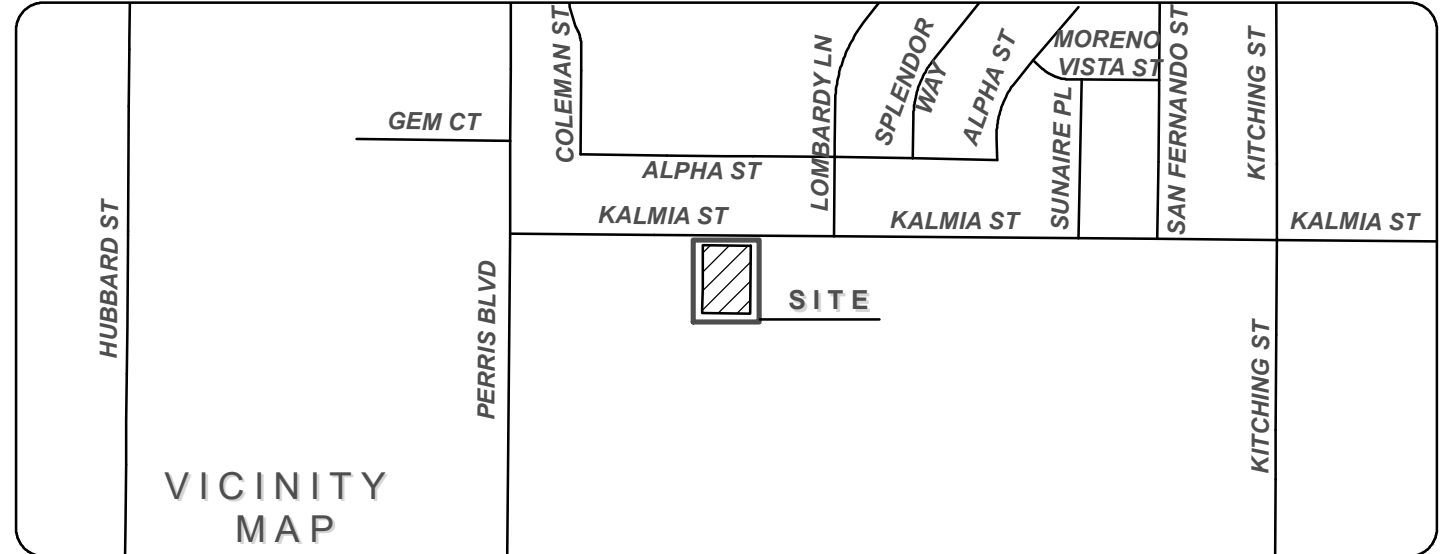 COLEMAN ST
LOMBARDY LN
SPLENDOR
WAY
ALPHA ST
MORENO
VISTA ST
SAN FERNANDO ST
KITCHING ST
GEM CT
ALPHA ST
SUNAIRE PL
KALMIA ST
KALMIA ST
KALMIA ST
HUBBARD ST
PERRIS BLVD
SITE
KITCHING ST
VICINITY
MAP